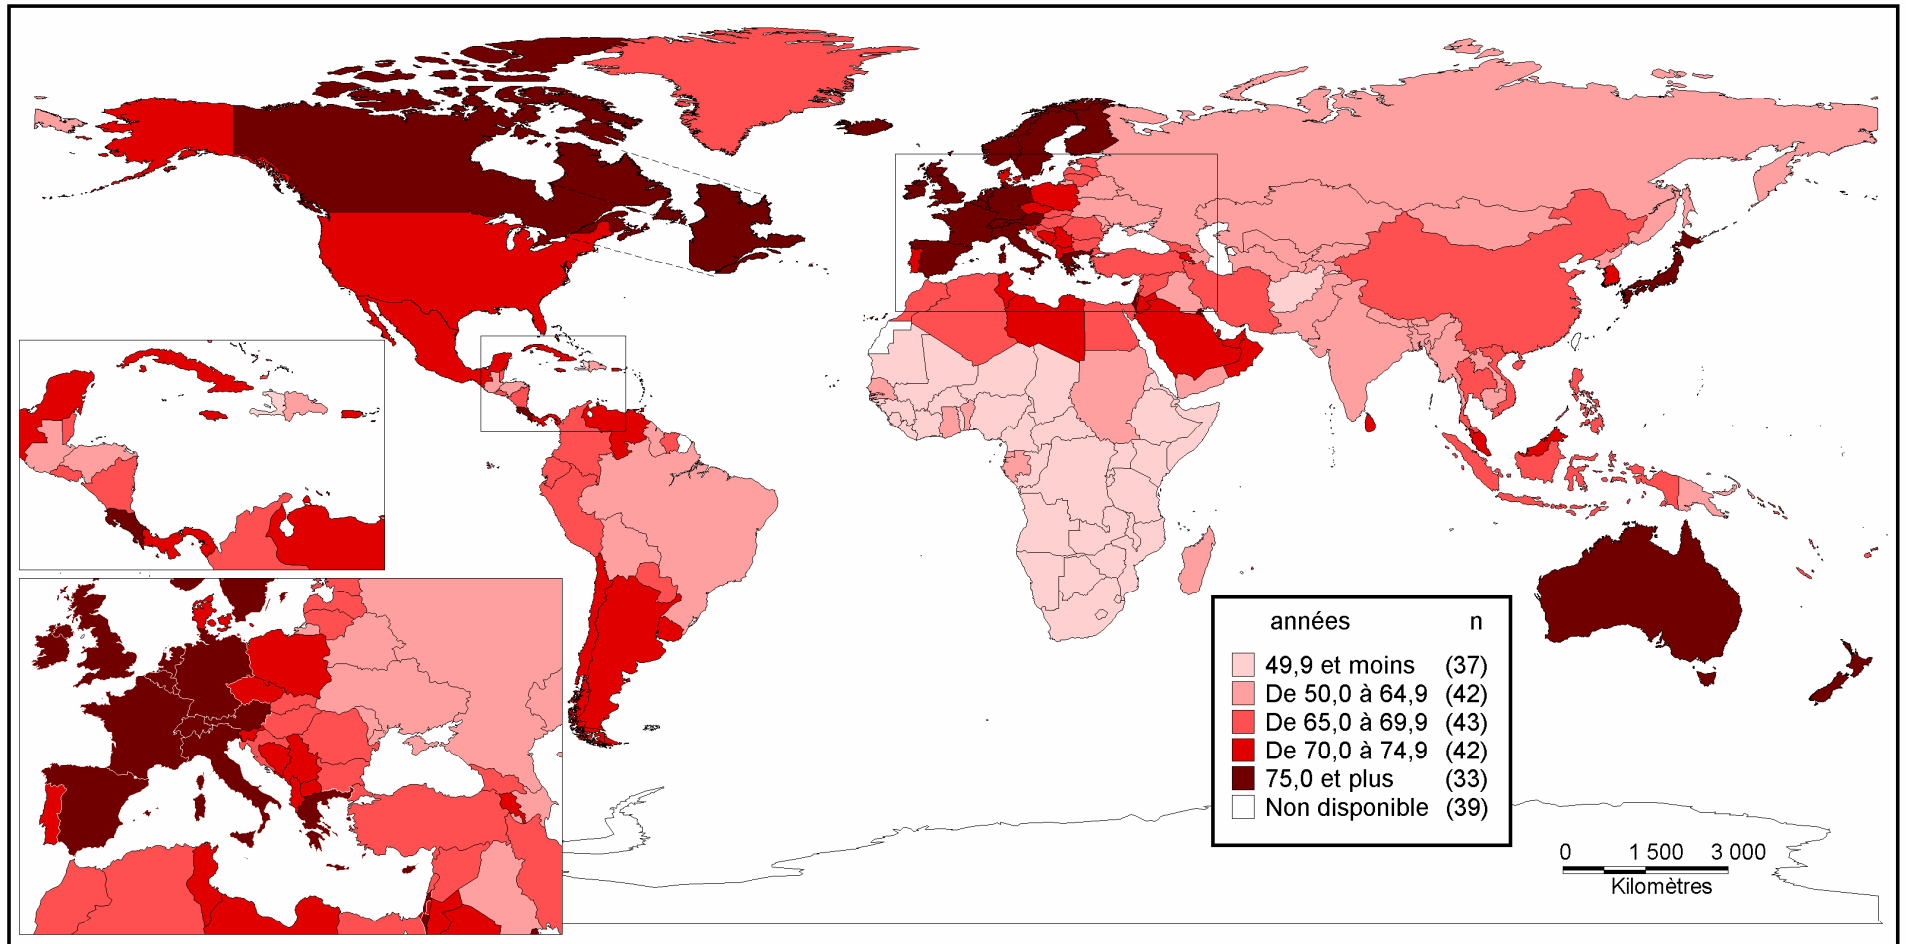 années n
49,9 et moins (37)
De 50,0 à 64,9 (42)
De 65,0 à 69,9 (43)
De 70,0 à 74,9 (42)
75,0 et plus (33)
Non disponible (39)
0 1 500 3 000
Kilomètres